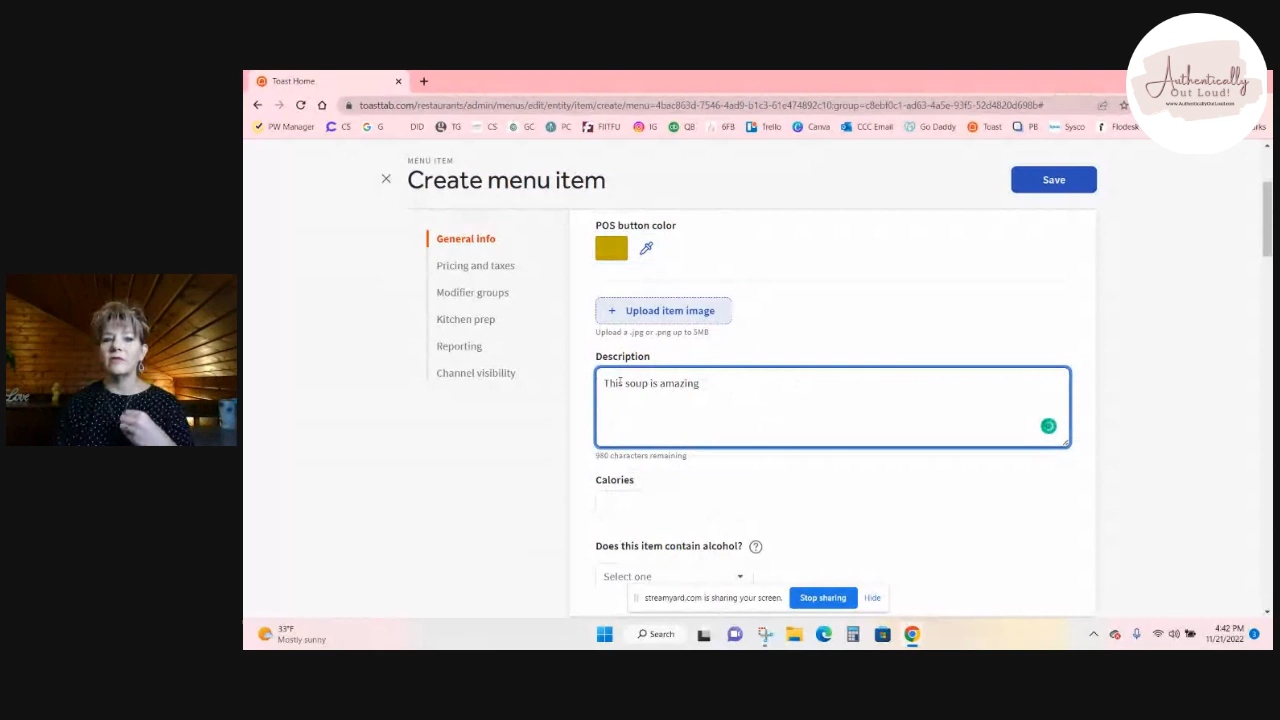 Authentically
Out Loud!
www.AuthenticallyOutLoud.com
Toast Home
toasttab.com/restaurants/admin/menus/edit/entity/item/create/menu=4bac863d-7546-4ad9-b1c3-61e474892c10;group=c8ebf0c1-ad63-4a5e-93f5-52d4820d698b#
PW Manager CS G DID TG CS GC PC FIITFU IG QB 6FB Trello Canva CCC Email Go Daddy Toast PB Sysco Flodesk
MENU ITEM
Create menu item
Save
General info
Pricing and taxes
Modifier groups
Kitchen prep
Reporting
Channel visibility
POS button color
+ Upload item image
Upload a .jpg or .png up to 5MB
Description
This soup is amazing
980 characters remaining
Calories
Does this item contain alcohol? ?
Select one
streamyard.com is sharing your screen.
Stop sharing
Hide
33°F
Mostly sunny
Search
4:42 PM
11/21/2022
3